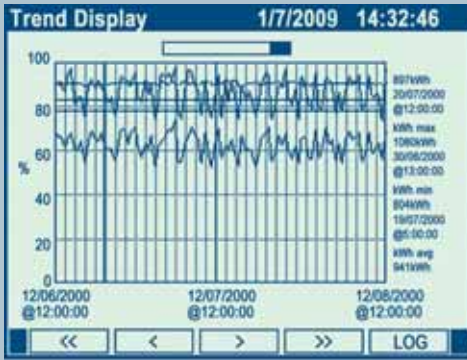 Trend Display 1/7/2009 14:32:46
100
80
60
%
40
20
0
897kWh
20/07/2000
@12:00:00
kWh max
1080kWh
30/06/2000
@13:00:00
kWh min
804kWh
19/07/2000
@5:00:00
kWh avg
941kWh
12/06/2000 12/07/2000 12/08/2000
@12:00:00 @12:00:00 @12:00:00
<< < > >> LOG